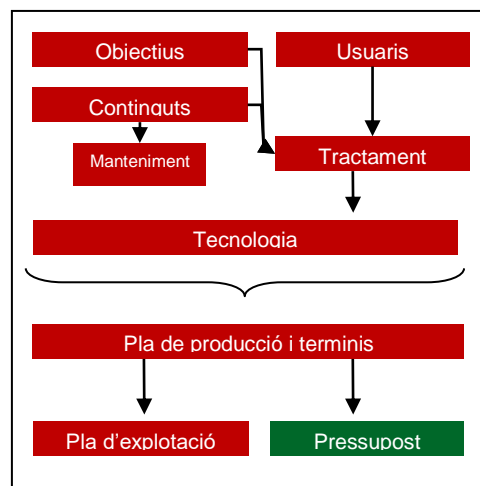 Objectius
Usuaris
Continguts
Manteniment
Tractament
Tecnologia
Pla de producció i terminis
Pla d'explotació
Pressupost